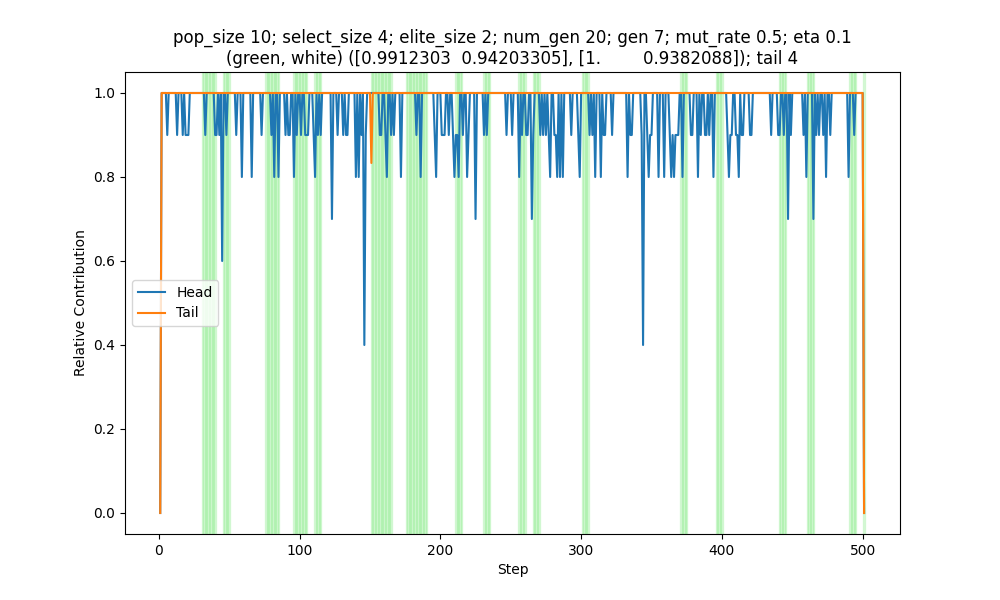 pop_size 10; select_size 4; elite_size 2; num_gen 20; gen 7; mut_rate 0.5; eta 0.1
(green, white) ([0.9912303 0.94203305], [1. 0.9382088]); tail 4
1.0
0.8
0.6
0.4
0.2
0.0
Relative Contribution
Head
Tail
0
100
200
300
400
500
Step